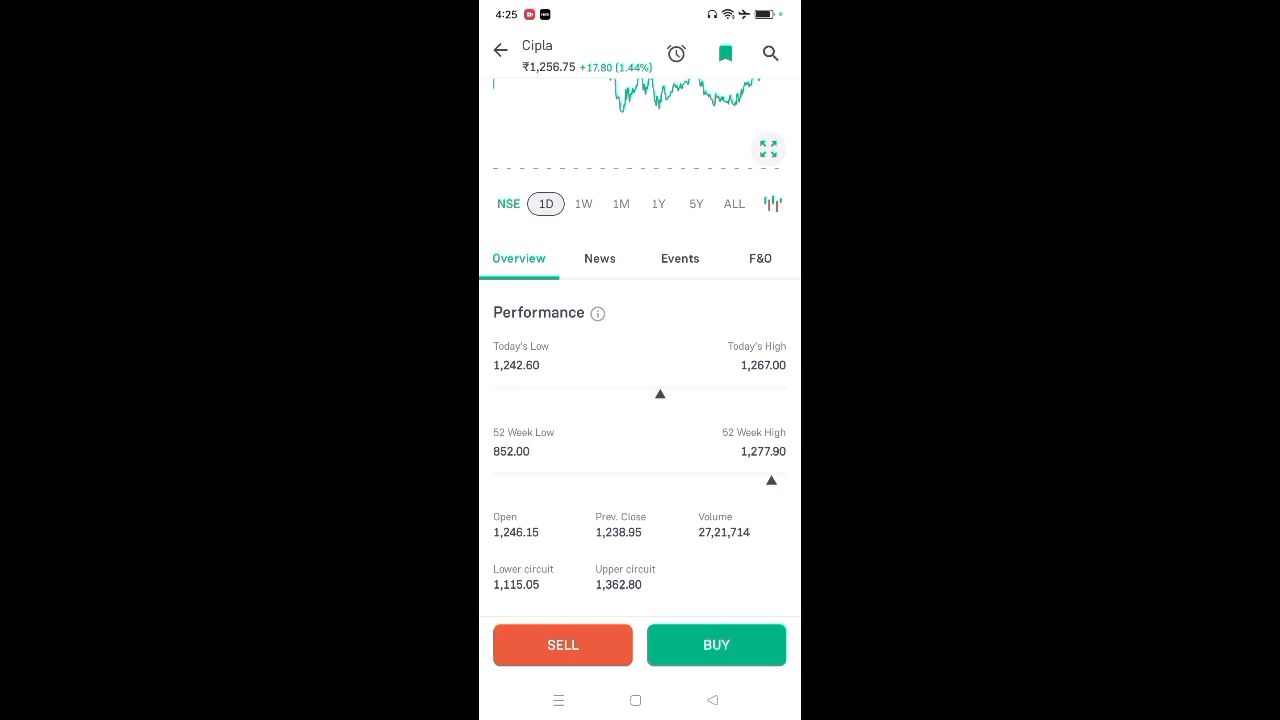 4:25
Cipla
₹1,256.75 +17.80 (1.44%)
NSE 1D 1W 1M 1Y 5Y ALL
Overview News Events F&O
Performance
Today's Low Today's High
1,242.60 1,267.00
52 Week Low 52 Week High
852.00 1,277.90
Open Prev. Close Volume
1,246.15 1,238.95 27,21,714
Lower circuit Upper circuit
1,115.05 1,362.80
SELL BUY